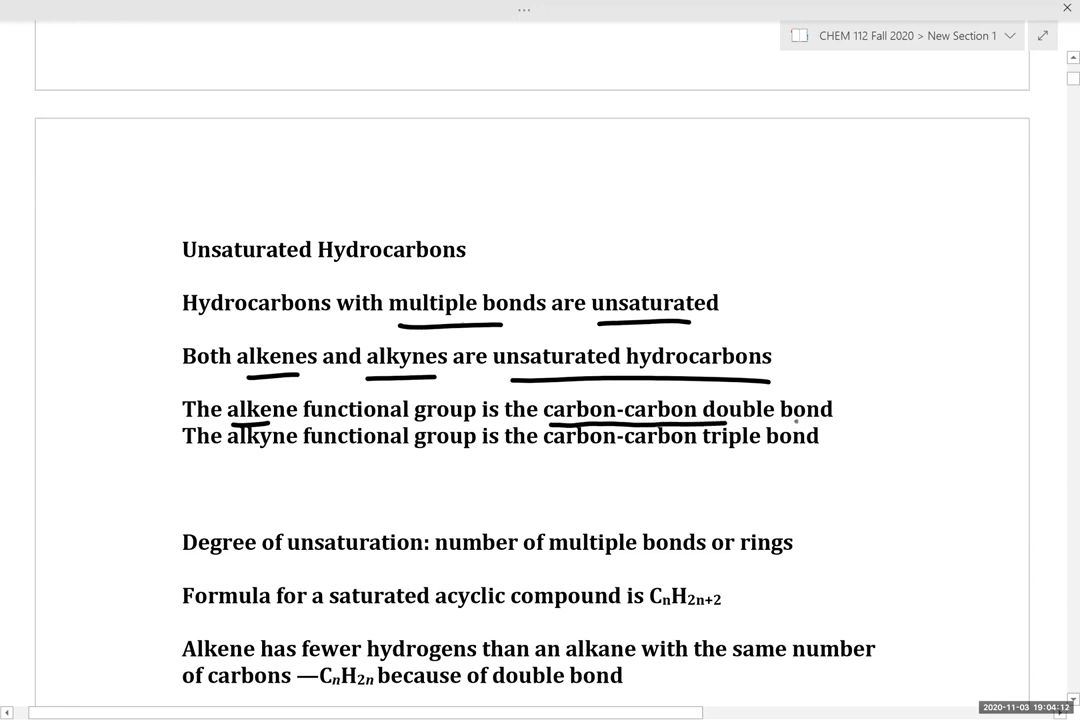 CHEM 112 Fall 2020 > New Section 1
Unsaturated Hydrocarbons
Hydrocarbons with multiple bonds are unsaturated
Both alkenes and alkynes are unsaturated hydrocarbons
The alkene functional group is the carbon-carbon double bond
The alkyne functional group is the carbon-carbon triple bond
Degree of unsaturation: number of multiple bonds or rings
Formula for a saturated acyclic compound is CₙH₂ₙ₊₂
Alkene has fewer hydrogens than an alkane with the same number
of carbons —CₙH₂ₙ because of double bond
2020-11-03 19:04:12